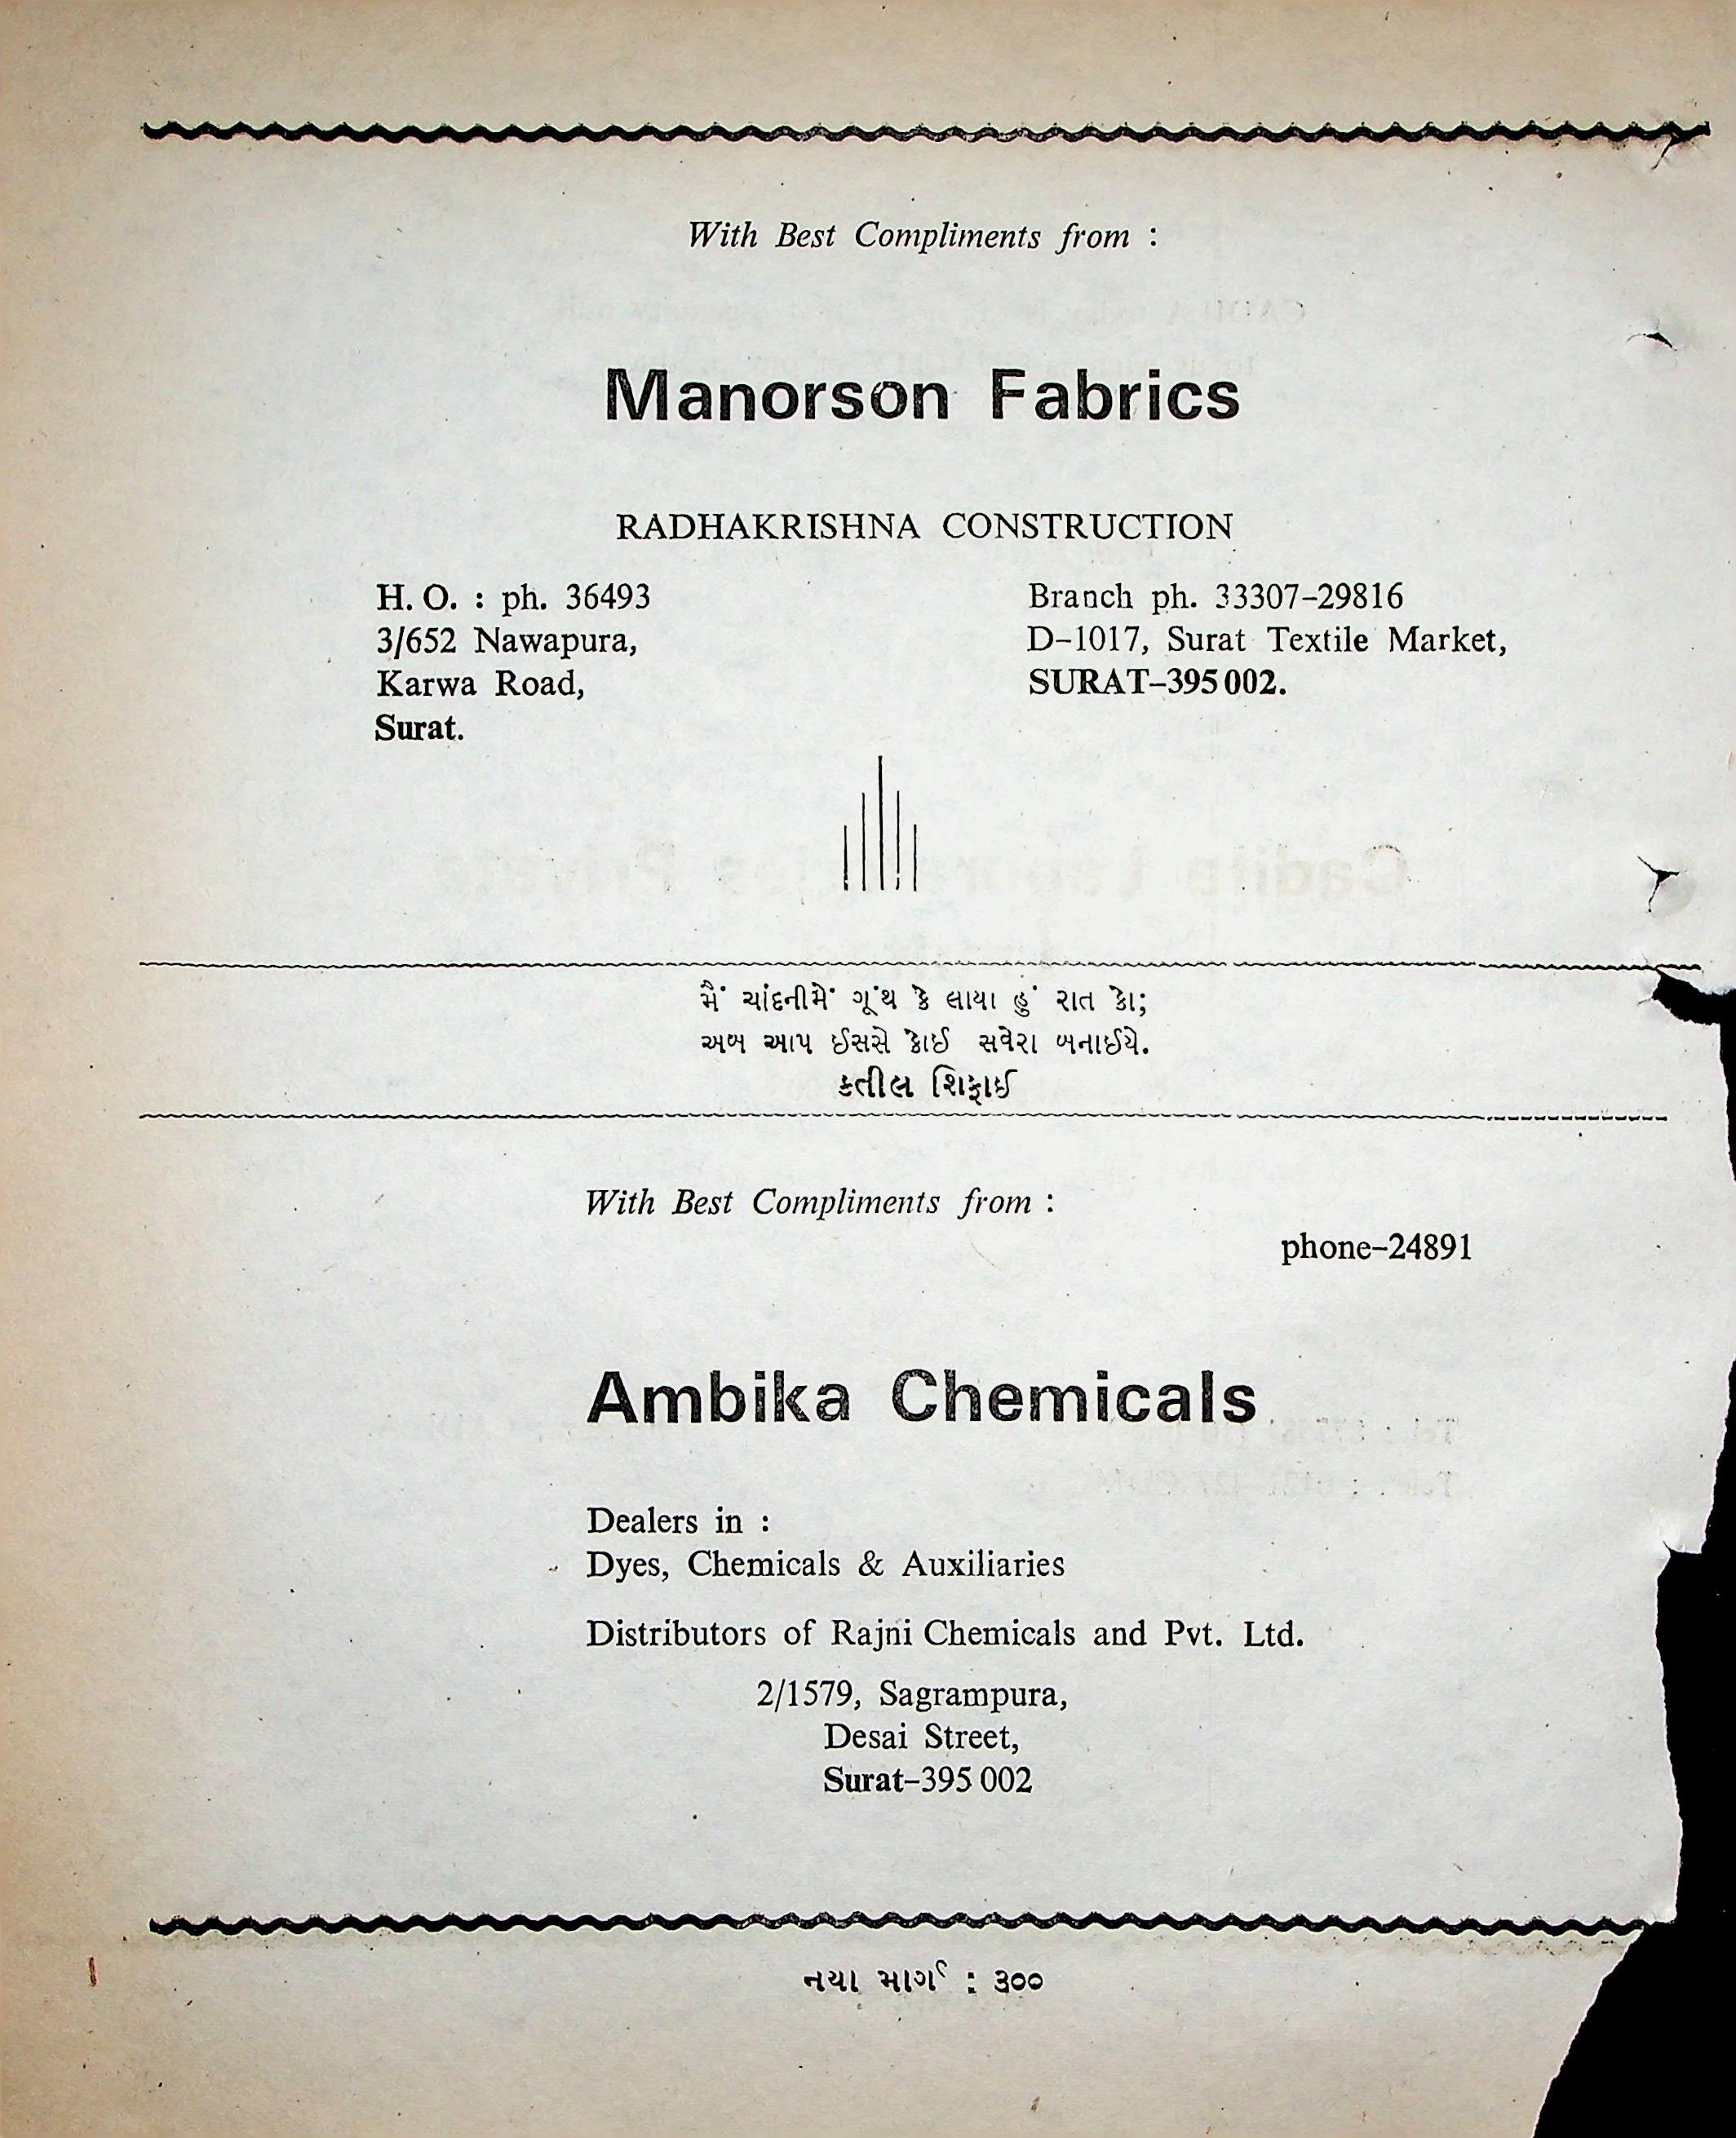 With Best Compliments from :
Manorson Fabrics
RADHAKRISHNA CONSTRUCTION
H. O. : ph. 36493
3/652 Nawapura,
Karwa Road,
Surat.
Branch ph. 33307-29816
D-1017, Surat Textile Market,
SURAT-395 002.
મૈં ચાંદનીમેં ગૂંથ કે લાયા હું રાત કો;
અબ આપ ઈસસે કોઈ સવેરા બનાઈયે.
કતીલ શિફાઈ
With Best Compliments from :
phone-24891
Ambika Chemicals
Dealers in :
Dyes, Chemicals & Auxiliaries
Distributors of Rajni Chemicals and Pvt. Ltd.
2/1579, Sagrampura,
Desai Street,
Surat-395 002
નયા માર્ગ : ૩૦૦